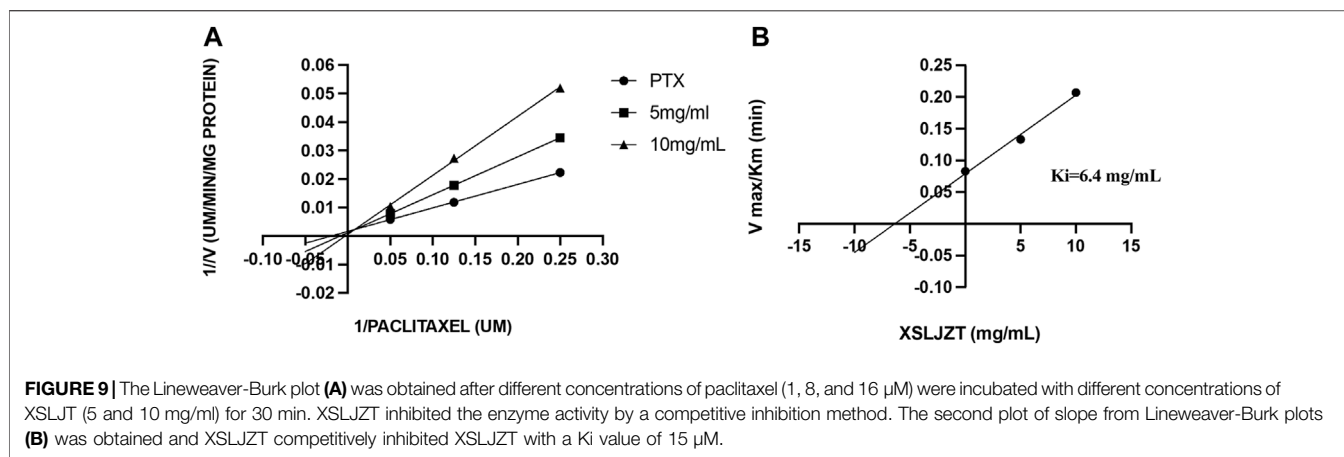 A
B
1//V (UM/MIN/MG PROTEIN)
0.06
0.05
0.04
0.03
0.02
0.01
-0.01
-0.02
-0.10
-0.05
0.05
0.10
0.15
0.20
0.25
0.30
1/PACLITAXEL (UM)
PTX
5mg/ml
10mg/mL
V max/Km (min)
0.25
0.20
0.15
0.10
0.05
-0.05
-0.10
-15
-10
-5
5
10
15
Ki=6.4 mg/mL
XSLJZT (mg/mL)
FIGURE 9 | The Lineweaver-Burk plot (A) was obtained after different concentrations of paclitaxel (1, 8, and 16 μM) were incubated with different concentrations of
XSLJT (5 and 10 mg/ml) for 30 min. XSLJZT inhibited the enzyme activity by a competitive inhibition method. The second plot of slope from Lineweaver-Burk plots
(B) was obtained and XSLJZT competitively inhibited XSLJZT with a Ki value of 15 μM.